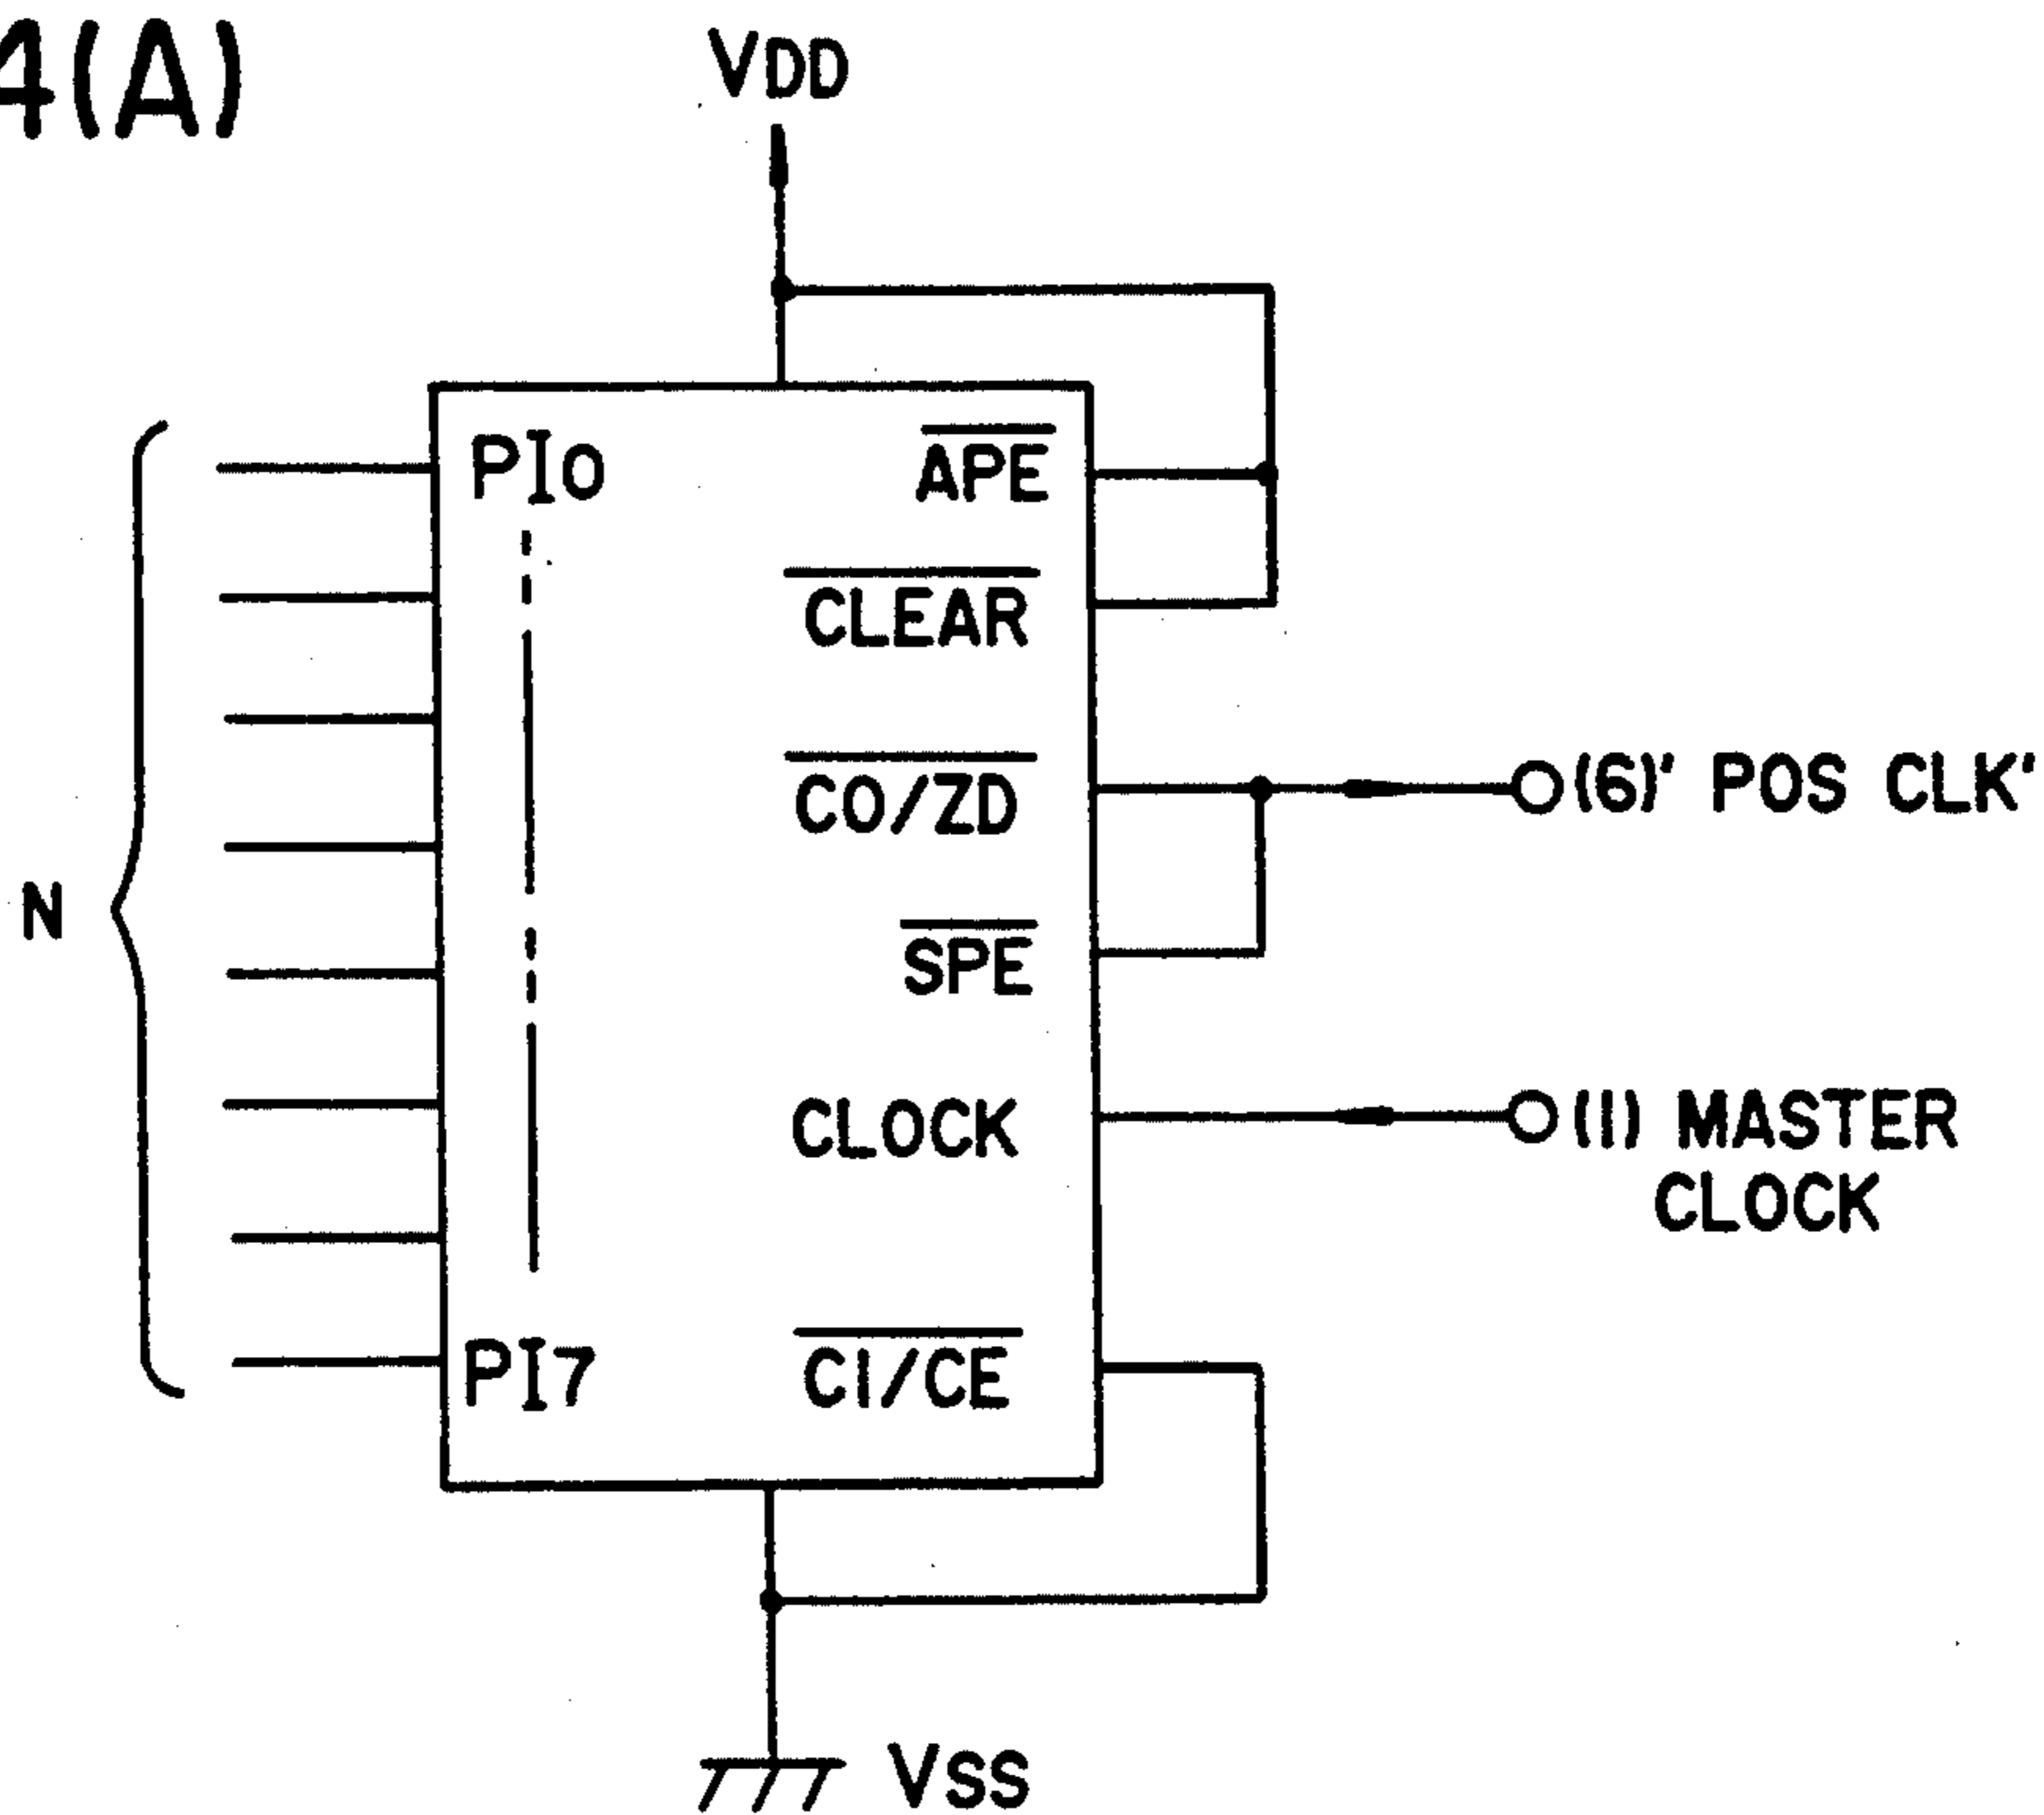 4(A)
VDD
PI0
APE
CLEAR
CO/ZD
(6)' POS CLK'
N
SPE
CLOCK
(1) MASTER
CLOCK
PI7
CI/CE
VSS